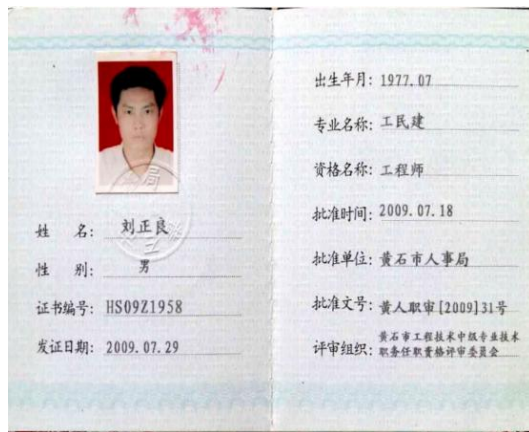 姓 名: 刘正良
性 别: 男
证书编号: HS09Z1958
发证日期: 2009.07.29
出生年月: 1977.07
专业名称: 工民建
资格名称: 工程师
批准时间: 2009.07.18
批准单位: 黄石市人事局
批准文号: 黄人职审[2009]31号
评审组织: 黄石市工程技术中级专业技术
职务任职资格评审委员会